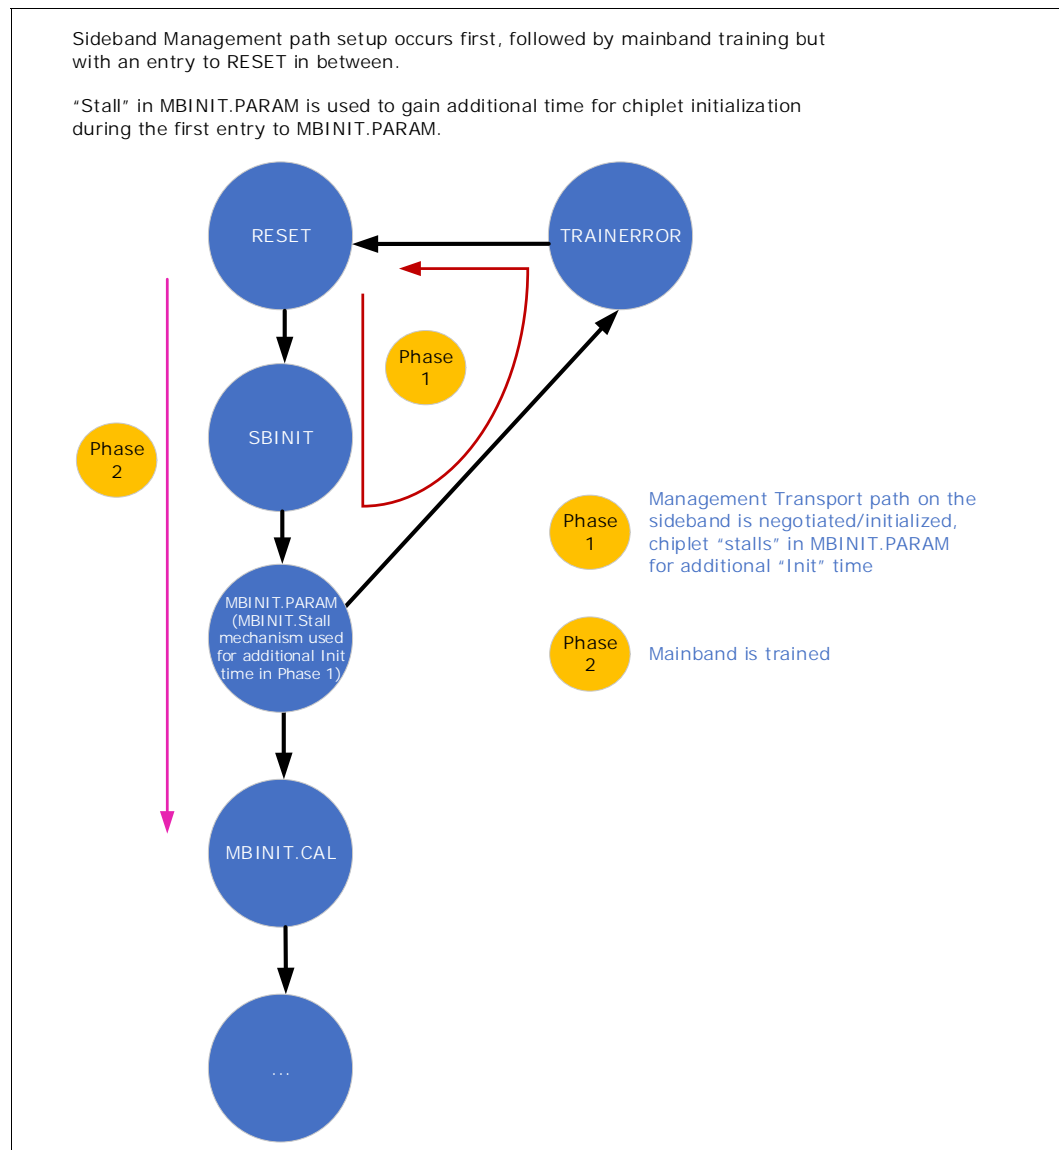 Sideband Management path setup occurs first, followed by mainband training but
with an entry to RESET in between.
“Stall” in MBINIT.PARAM is used to gain additional time for chiplet initialization
during the first entry to MBINIT.PARAM.
RESET
TRAINERROR
Phase
1
SBINIT
Phase
2
Phase
1
Management Transport path on the
sideband is negotiated/initialized,
chiplet “stalls” in MBINIT.PARAM
for additional “Init” time
MBINIT.PARAM
(MBINIT.Stall
mechanism used
for additional Init
time in Phase 1)
Phase
2
Mainband is trained
MBINIT.CAL
...